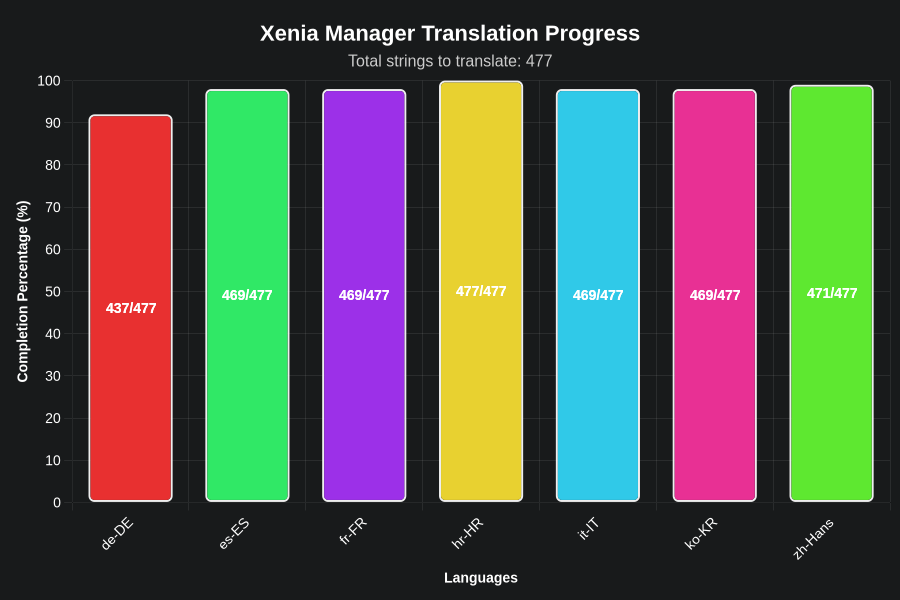 Xenia Manager Translation Progress
Total strings to translate: 477
Completion Percentage (%)
100
90
80
70
60
50
40
30
20
10
0
437/477
469/477
469/477
477/477
469/477
469/477
471/477
de-DE
es-ES
fr-FR
hr-HR
it-IT
ko-KR
zh-Hans
Languages